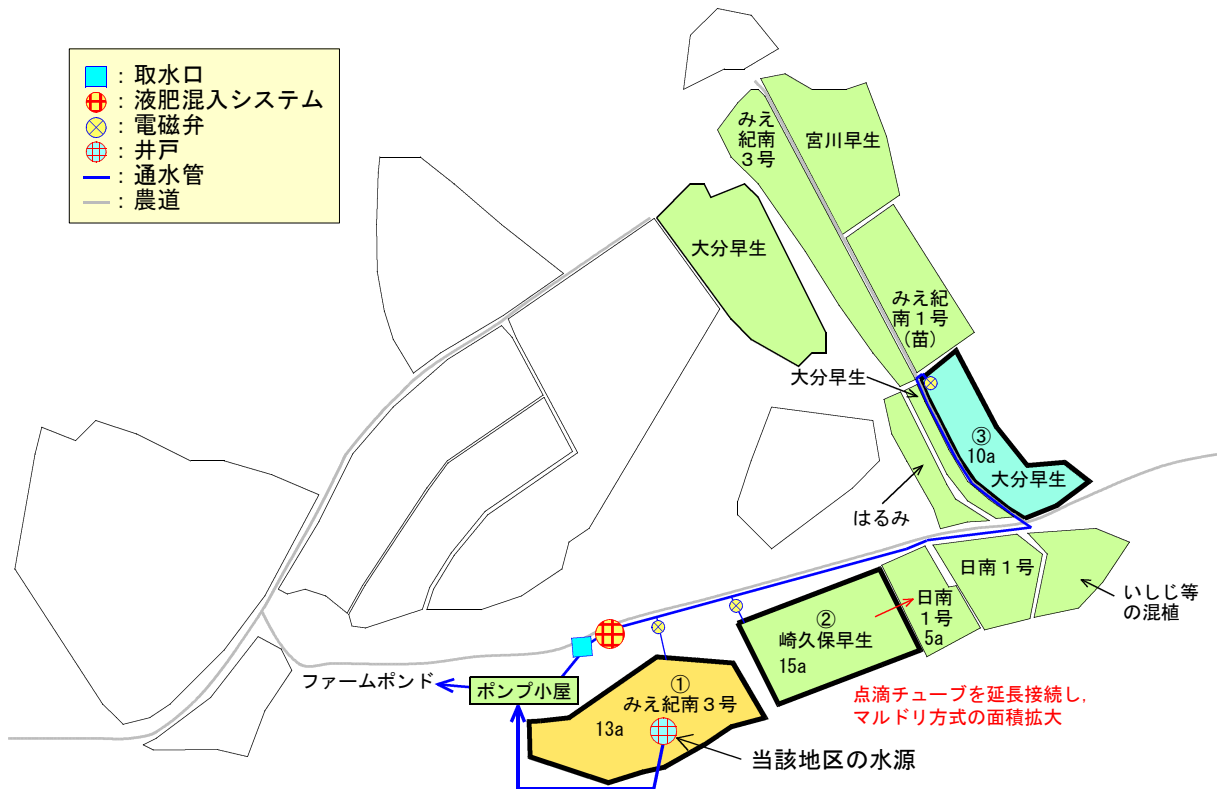 ：取水口
：液肥混入システム
：電磁弁
：井戸
：通水管
：農道
みえ
紀南
３号
宮川早生
大分早生
みえ紀
南１号
（苗）
大分早生
③
10a
大分早生
はるみ
日南１号
いしじ等
の混植
日南
１号
5a
②
崎久保早生
15a
点滴チューブを延長接続し，
マルドリ方式の面積拡大
ファームポンド
ポンプ小屋
①
みえ紀南３号
13a
当該地区の水源